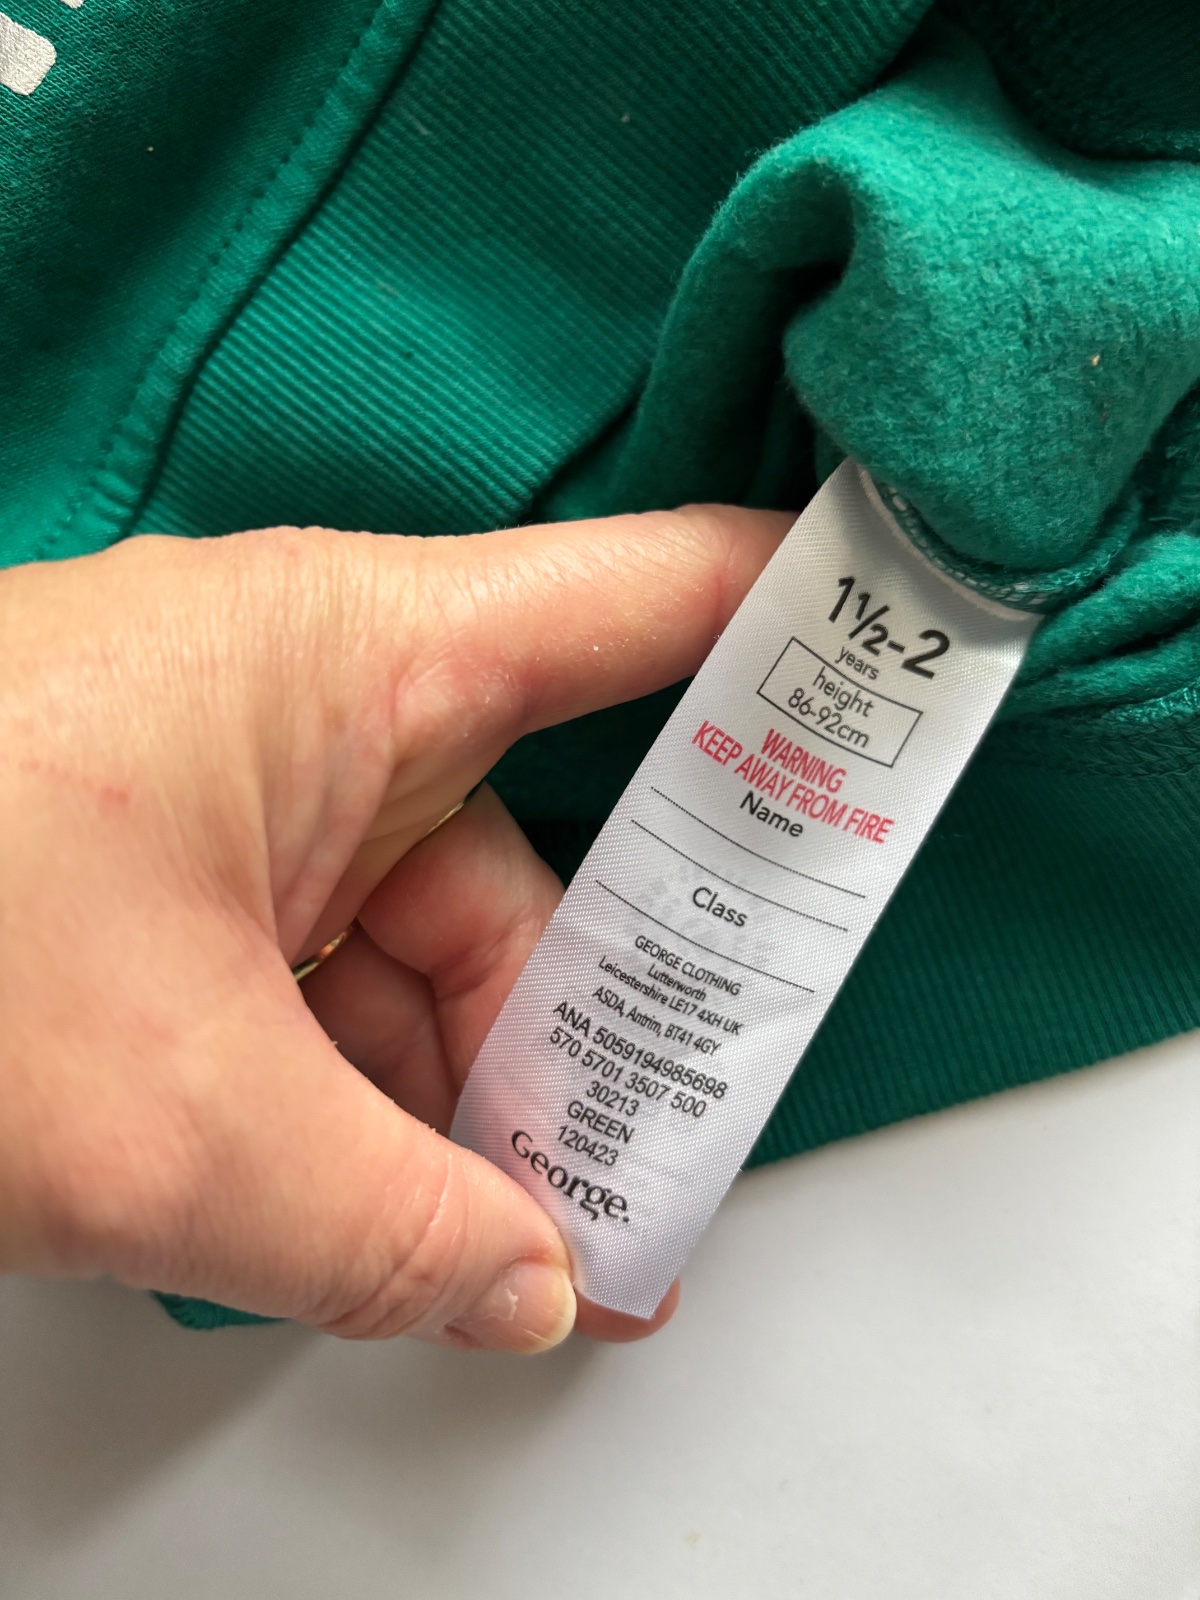 1½-2
years
height
86-92cm
WARNING
KEEP AWAY FROM FIRE
Name
Class
GEORGE CLOTHING
Lutterworth
Leicestershire LE17 4XH UK
ASDA, Antrim, BT41 4GY
ANA 5059194985698
570 5701 3507 500
30213
GREEN
120423
George.